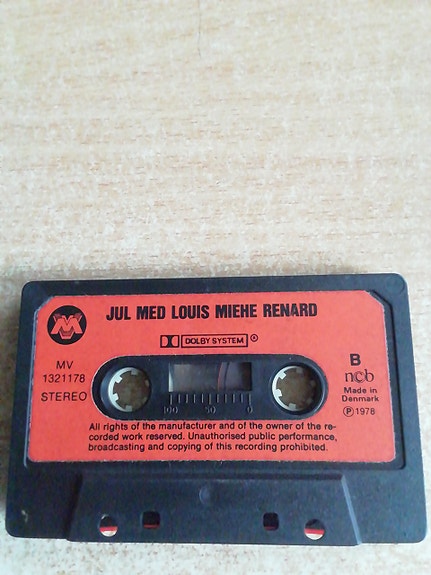 JUL MED LOUIS MIEHE RENARD
DOLBY SYSTEM ®
MV
1321178
STEREO
B
ncb
Made in
Denmark
Ⓟ 1978
100 50 0
All rights of the manufacturer and of the owner of the re-
corded work reserved. Unauthorised public performance,
broadcasting and copying of this recording prohibited.